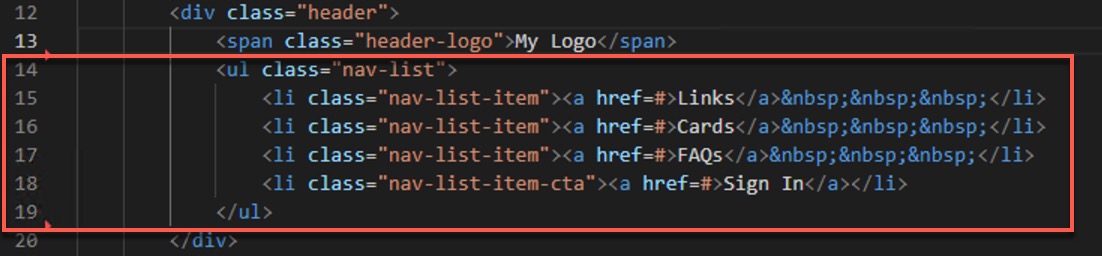 12 <div class="header">
13 <span class="header-logo">My Logo</span>
14 <ul class="nav-list">
15 <li class="nav-list-item"><a href=#>Links</a>&nbsp;&nbsp;&nbsp;</li>
16 <li class="nav-list-item"><a href=#>Cards</a>&nbsp;&nbsp;&nbsp;</li>
17 <li class="nav-list-item"><a href=#>FAQs</a>&nbsp;&nbsp;&nbsp;</li>
18 <li class="nav-list-item-cta"><a href=#>Sign In</a></li>
19 </ul>
20 </div>